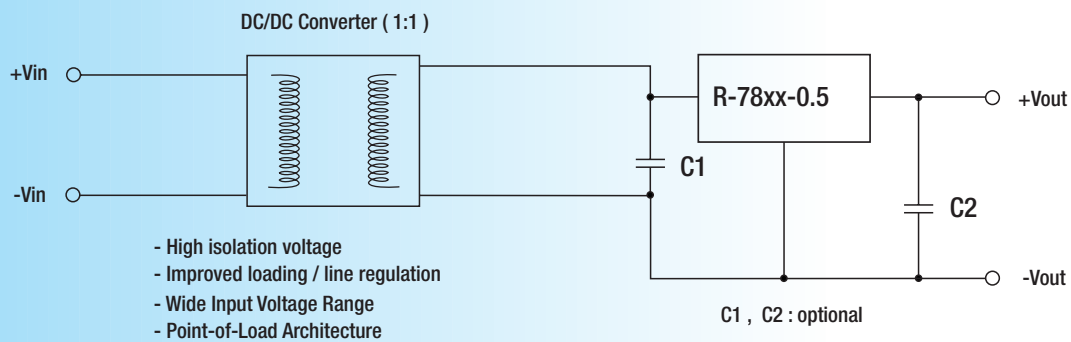 DC/DC Converter ( 1:1 )
+Vin
R-78xx-0.5
+Vout
C1
-Vin
C2
- High isolation voltage
- Improved loading / line regulation
-Vout
- Wide Input Voltage Range
C1 , C2 : optional
- Point-of-Load Architecture